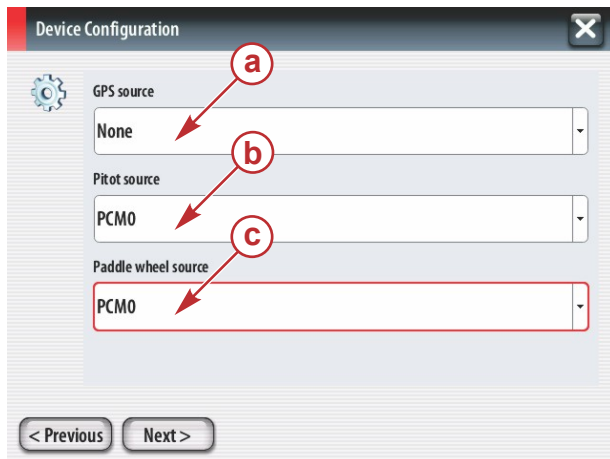 Device Configuration
a
GPS source
None
b
Pitot source
PCM0
c
Paddle wheel source
PCM0
< Previous Next >